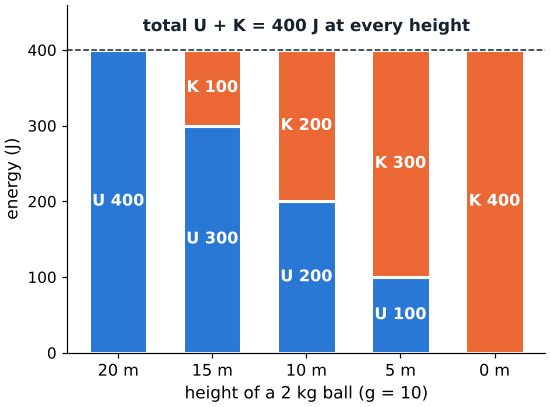 total U + K = 400 J at every height
energy (J)
400
300
200
100
0
U 400
K 100
U 300
K 200
U 200
K 300
U 100
K 400
20 m
15 m
10 m
5 m
0 m
height of a 2 kg ball (g = 10)